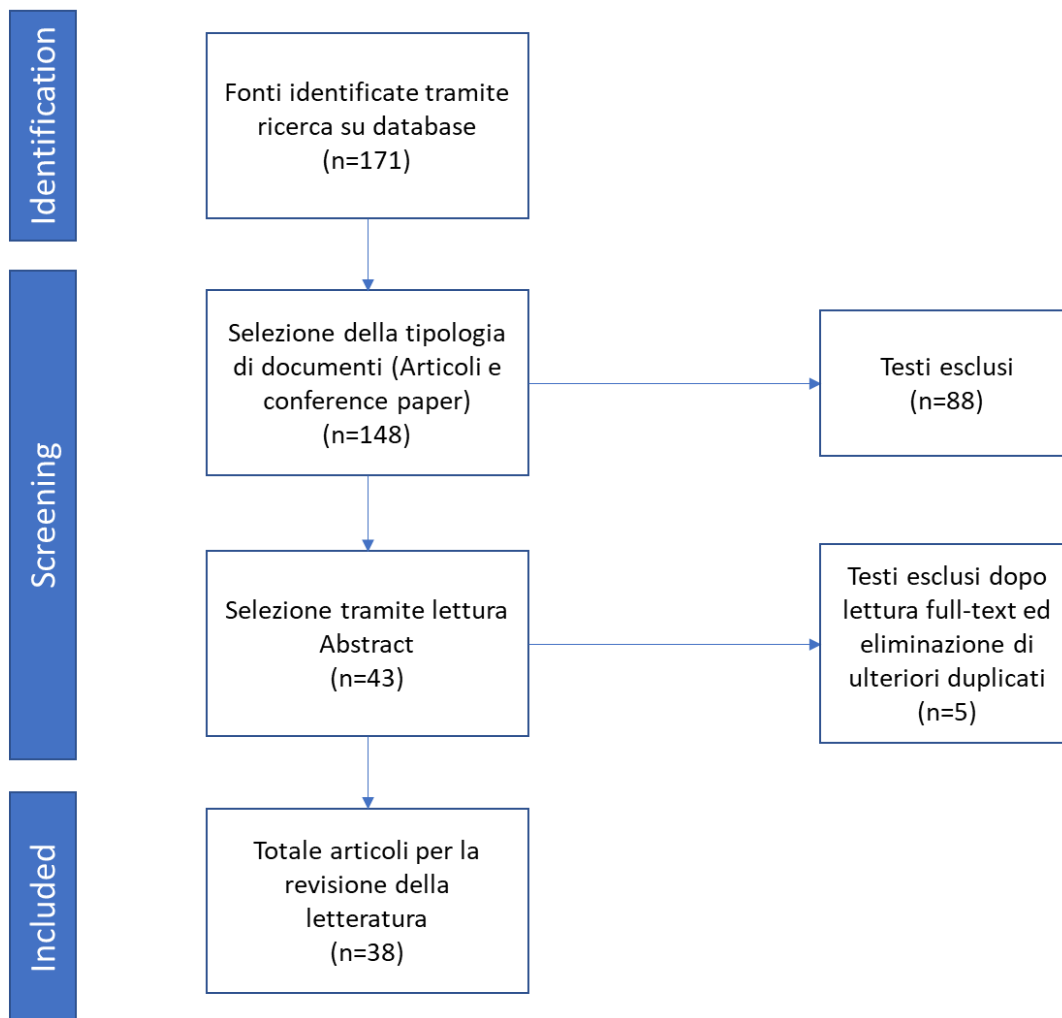 Identification
Fonti identificate tramite
ricerca su database
(n=171)
Screening
Selezione della tipologia
di documenti (Articoli e
conference paper)
(n=148)
Testi esclusi
(n=88)
Selezione tramite lettura
Abstract
(n=43)
Testi esclusi dopo
lettura full-text ed
eliminazione di
ulteriori duplicati
(n=5)
Included
Totale articoli per la
revisione della
letteratura
(n=38)